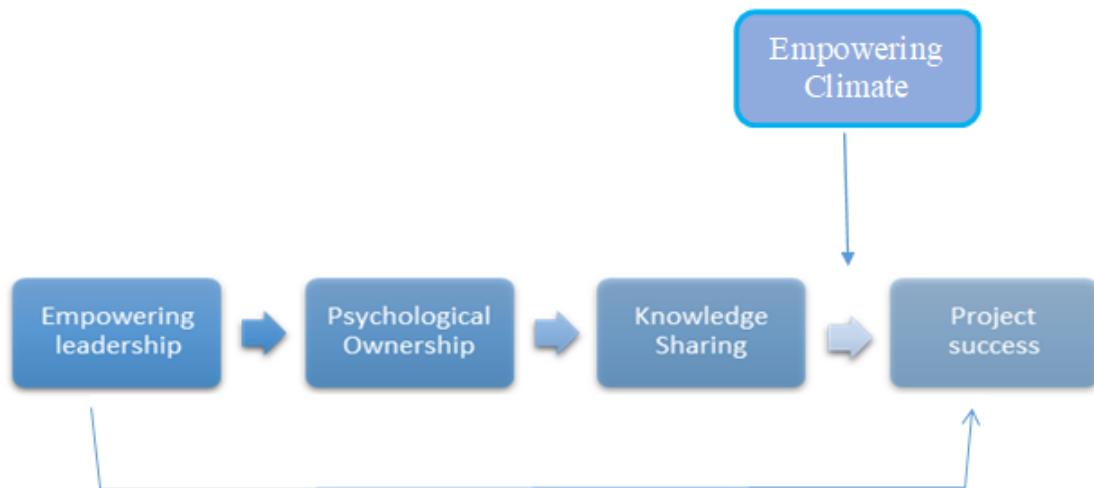 Empowering
Climate
Empowering
leadership
Psychological
Ownership
Knowledge
Sharing
Project
success